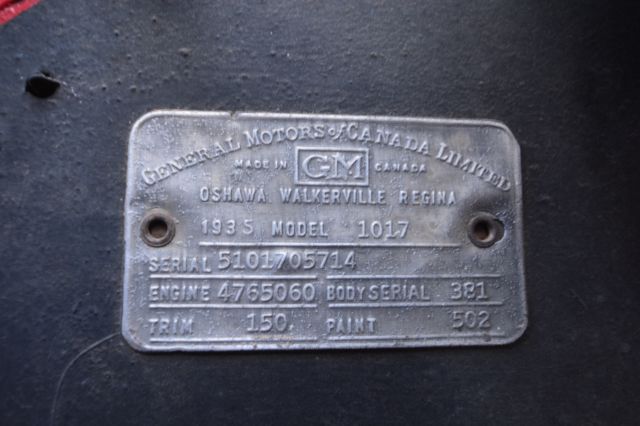 GENERAL MOTORS of CANADA LIMITED
MADE IN GM CANADA
OSHAWA WALKERVILLE REGINA
1935 MODEL 1017
SERIAL 5101705714
ENGINE 4765060 BODY SERIAL 381
TRIM 150 PAINT 502